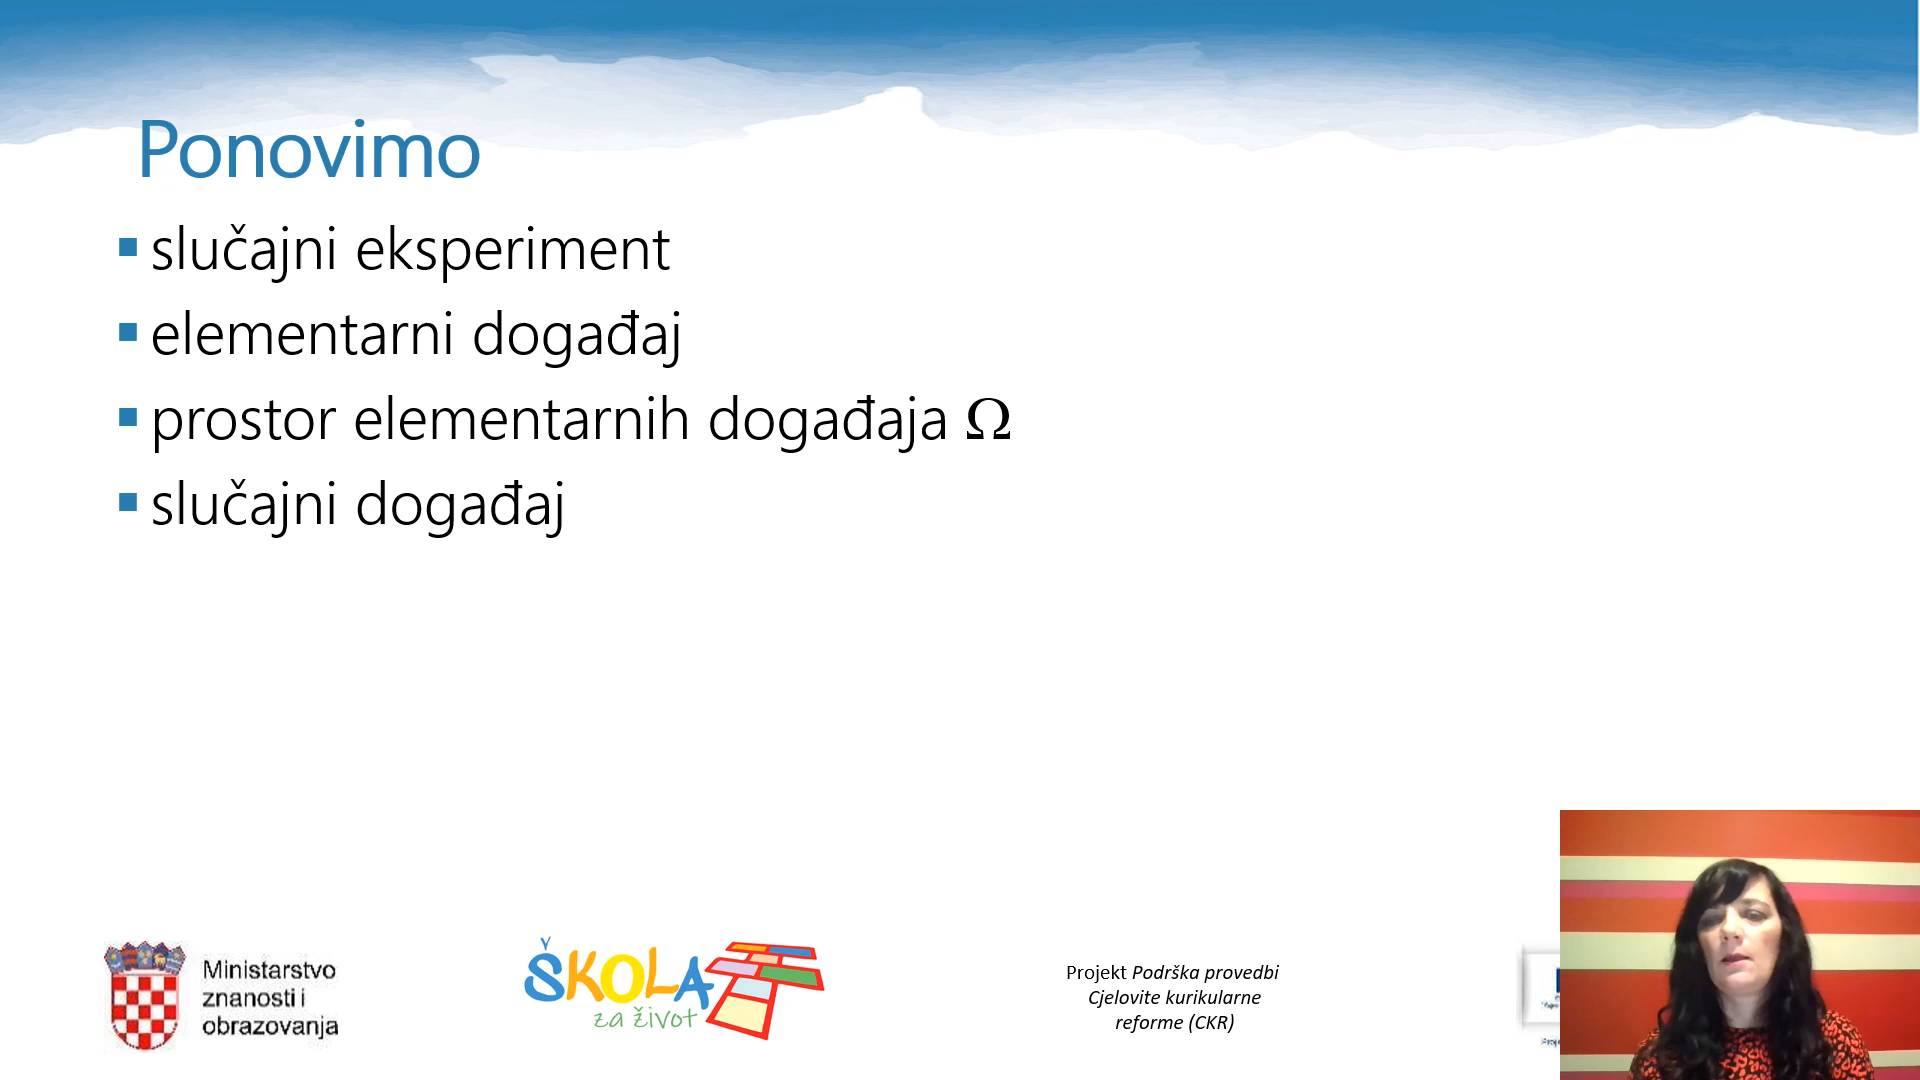 Ponovimo
slučajni eksperiment
elementarni događaj
prostor elementarnih događaja Ω
slučajni događaj
Ministarstvo
znanosti i
obrazovanja
ŠKOLA
za život
Projekt Podrška provedbi
Cjelovite kurikularne
reforme (CKR)